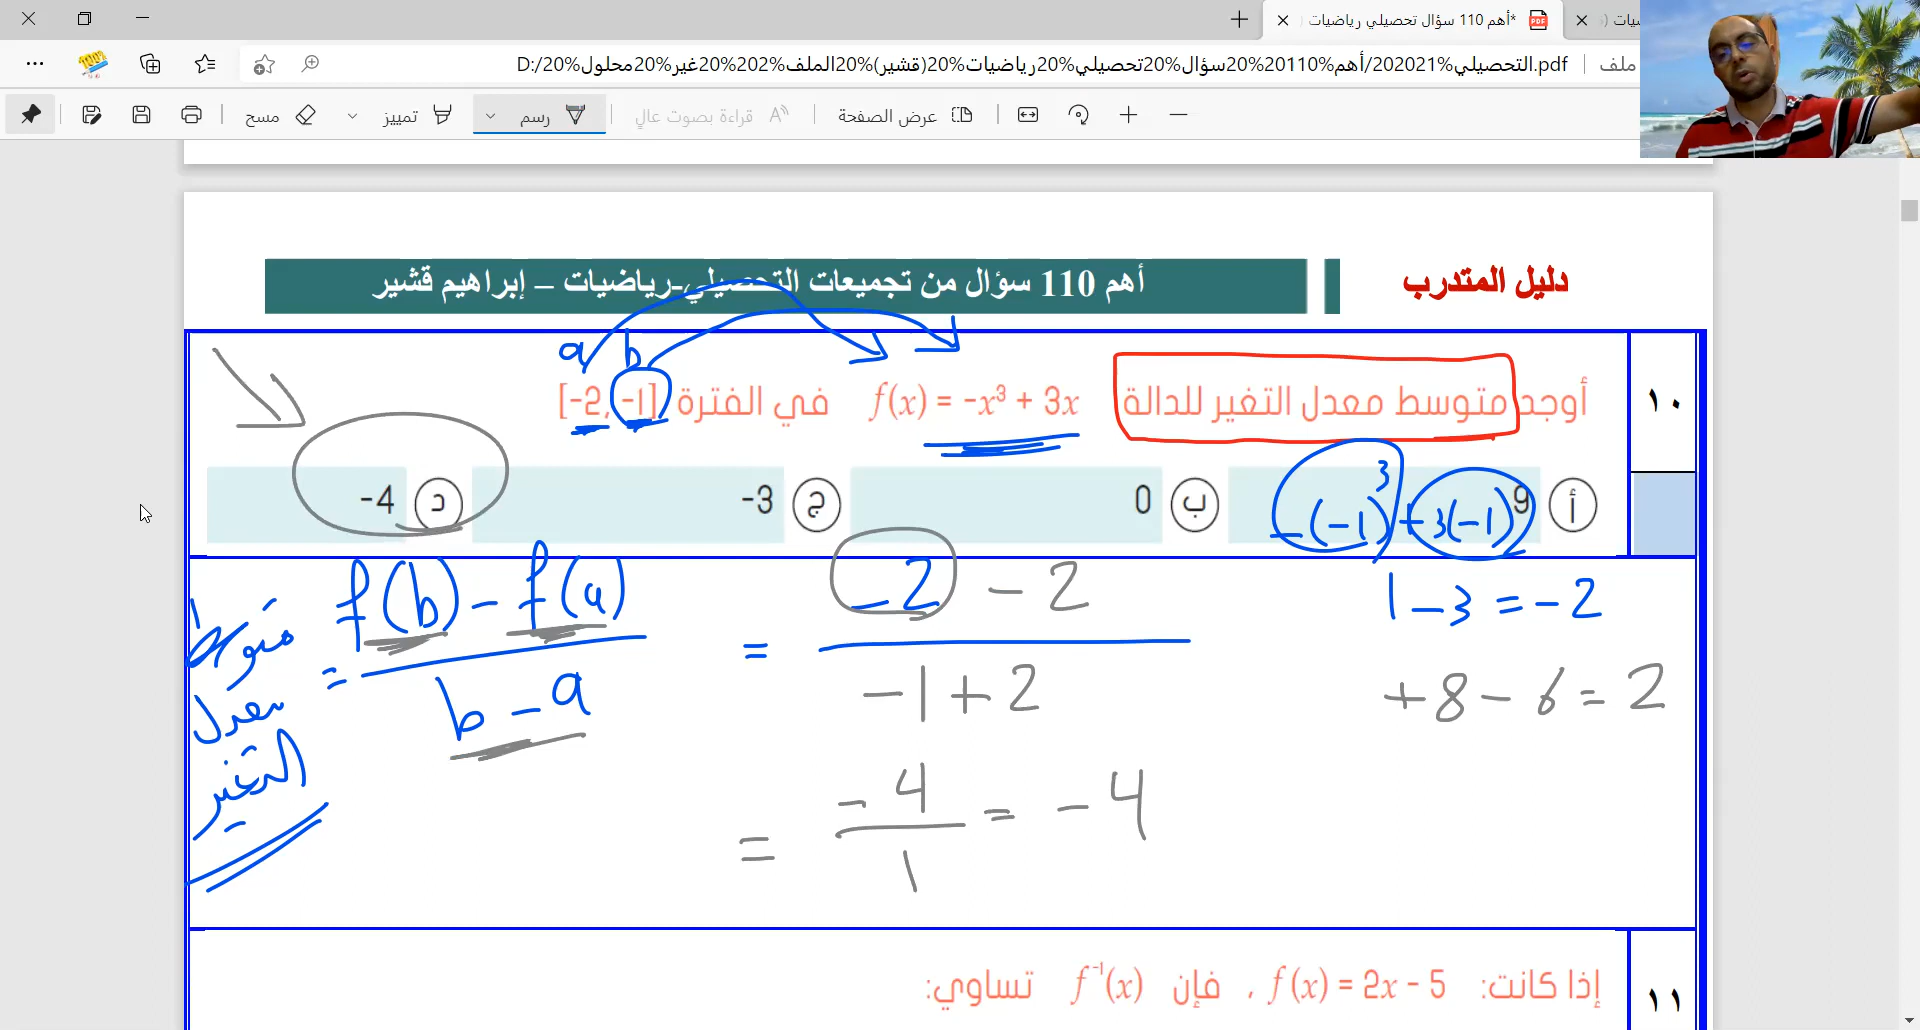 *أهم 110 سؤال تحصيلي رياضيات
D:/20%التحصيلي%202021/أهم%20110%20سؤال%20تحصيلي%20رياضيات%20(قشير)%20الملف%202%20غير%20محلول.pdf
ملف
مسح
تمييز
رسم
قراءة بصوت عالٍ
عرض الصفحة
دليل المتدرب
أهم 110 سؤال من تجميعات التحصيلي-رياضيات – إبراهيم قشير
a b
١٠
أوجد متوسط معدل التغير للدالة f(x) = -x³ + 3x في الفترة [-2, -1]
أ 9
ب 0
ج -3
د -4
-(-1)³ + 3(-1)
متوسط معدل التغير = f(b) - f(a) / b - a = -2 - 2 / -1 + 2
1 - 3 = -2
+8 - 6 = 2
= -4 / 1 = -4
١١
إذا كانت: f(x) = 2x - 5 ، فإن f⁻¹(x) تساوي: